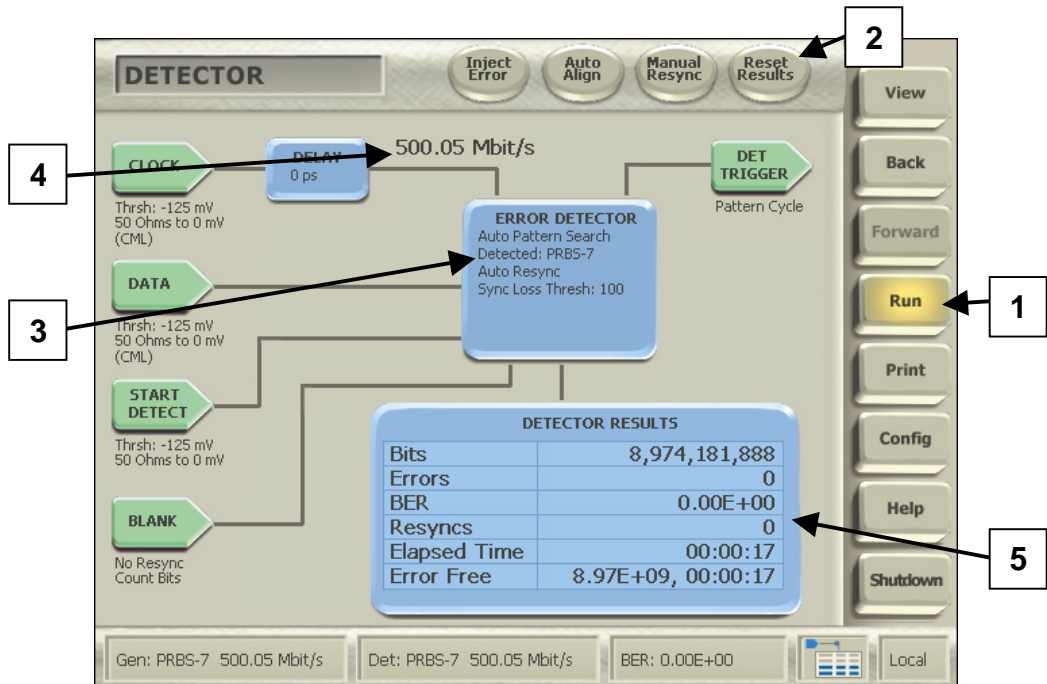 2
DETECTOR
Inject Error
Auto Align
Manual Resync
Reset Results
View
4
500.05 Mbit/s
CLOCK
DELAY
0 ps
DET TRIGGER
Back
Thrsh: -125 mV
50 Ohms to 0 mV
(CML)
Pattern Cycle
ERROR DETECTOR
Auto Pattern Search
Detected: PRBS-7
Auto Resync
Sync Loss Thresh: 100
Forward
DATA
Run
1
3
Thrsh: -125 mV
50 Ohms to 0 mV
(CML)
Print
START DETECT
Thrsh: -125 mV
50 Ohms to 0 mV
DETECTOR RESULTS
Bits 8,974,181,888
Errors 0
BER 0.00E+00
Resyncs 0
Elapsed Time 00:00:17
Error Free 8.97E+09, 00:00:17
Config
BLANK
No Resync
Count Bits
Help
5
Shutdown
Gen: PRBS-7 500.05 Mbit/s
Det: PRBS-7 500.05 Mbit/s
BER: 0.00E+00
Local